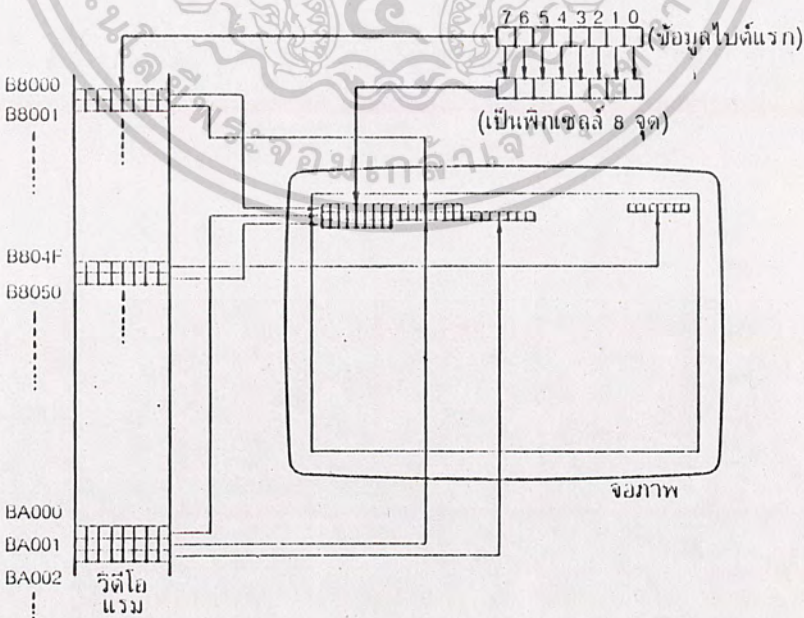 7 6 5 4 3 2 1 0
(ข้อมูลไบต์แรก)
(เป็นพิกเซลล์ 8 จุด)
B8000
B8001
B804F
B8050
จอภาพ
BA000
BA001
BA002
วิดีโอ
แรม